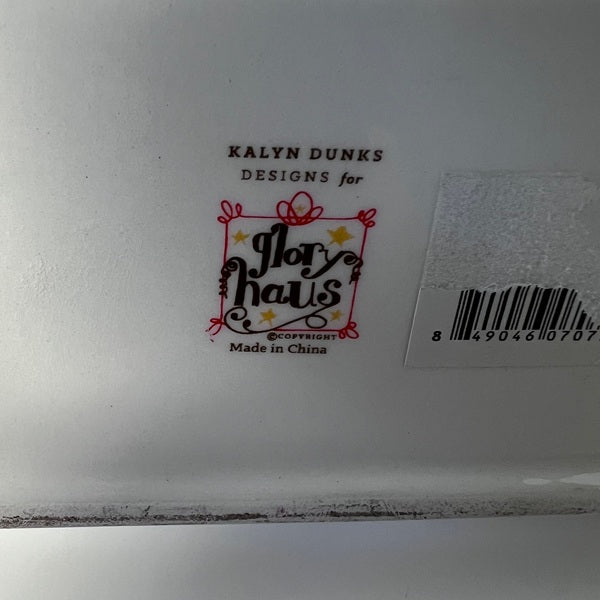 KALYN DUNKS
DESIGNS for
glory
haus
©COPYRIGHT
Made in China
8 49046 0707